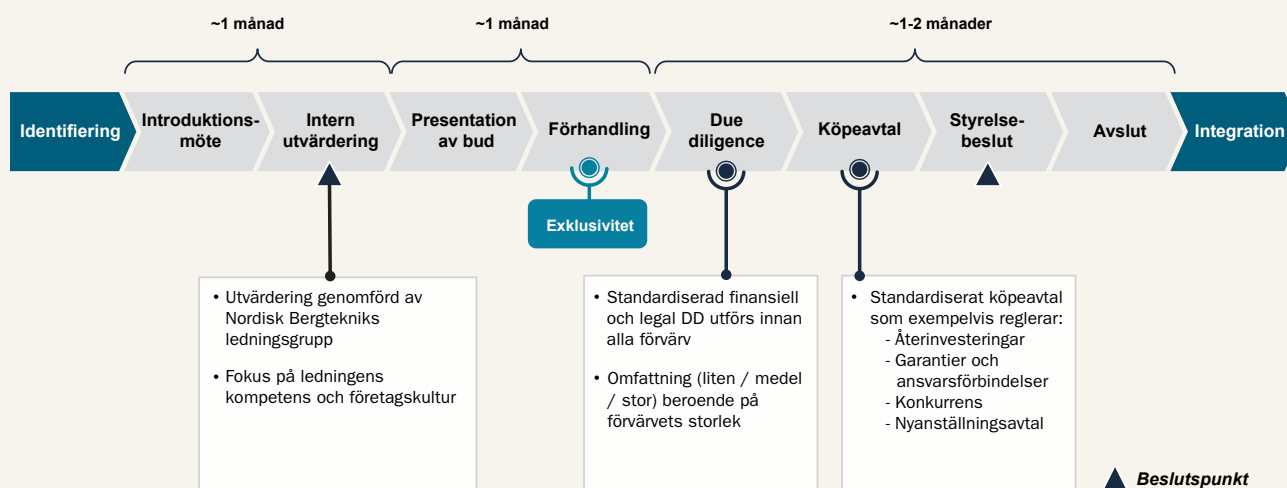 ~1 månad
~1 månad
~1-2 månader
Identifiering
Introduktions-
möte
Intern
utvärdering
Presentation
av bud
Förhandling
Due
diligence
Köpeavtal
Styrelse-
beslut
Avslut
Integration
Exklusivitet
• Utvärdering genomförd av
Nordisk Bergtekniks
ledningsgrupp
• Fokus på ledningens
kompetens och företagskultur
• Standardiserad finansiell
och legal DD utförs innan
alla förvärv
• Omfattning (liten / medel
/ stor) beroende på
förvärvets storlek
• Standardiserat köpeavtal
som exempelvis reglerar:
- Återinvesteringar
- Garantier och
ansvarsförbindelser
- Konkurrens
- Nyanställningsavtal
Beslutspunkt